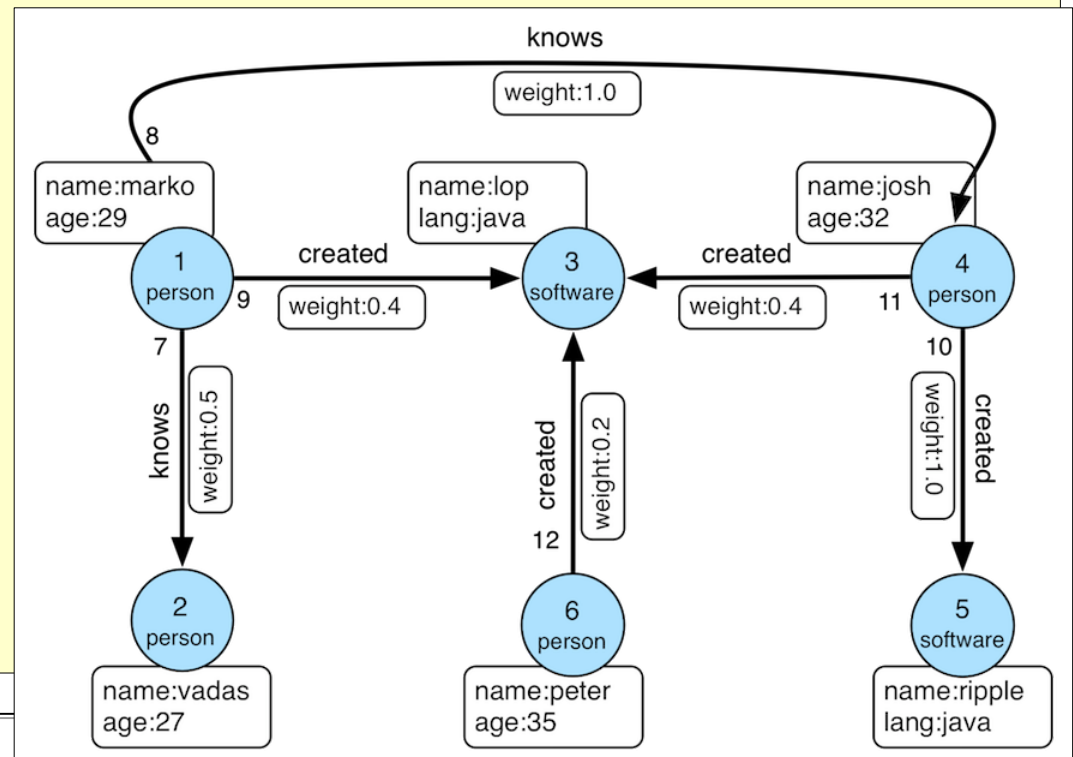 knows
weight:1.0
8
name:marko
age:29
name:lop
lang:java
name:josh
age:32
1
person
created
9
weight:0.4
3
software
created
weight:0.4
11
4
person
7
knows
weight:0.5
created
weight:0.2
12
10
weight:1.0
created
2
person
name:vadas
age:27
6
person
name:peter
age:35
5
software
name:ripple
lang:java